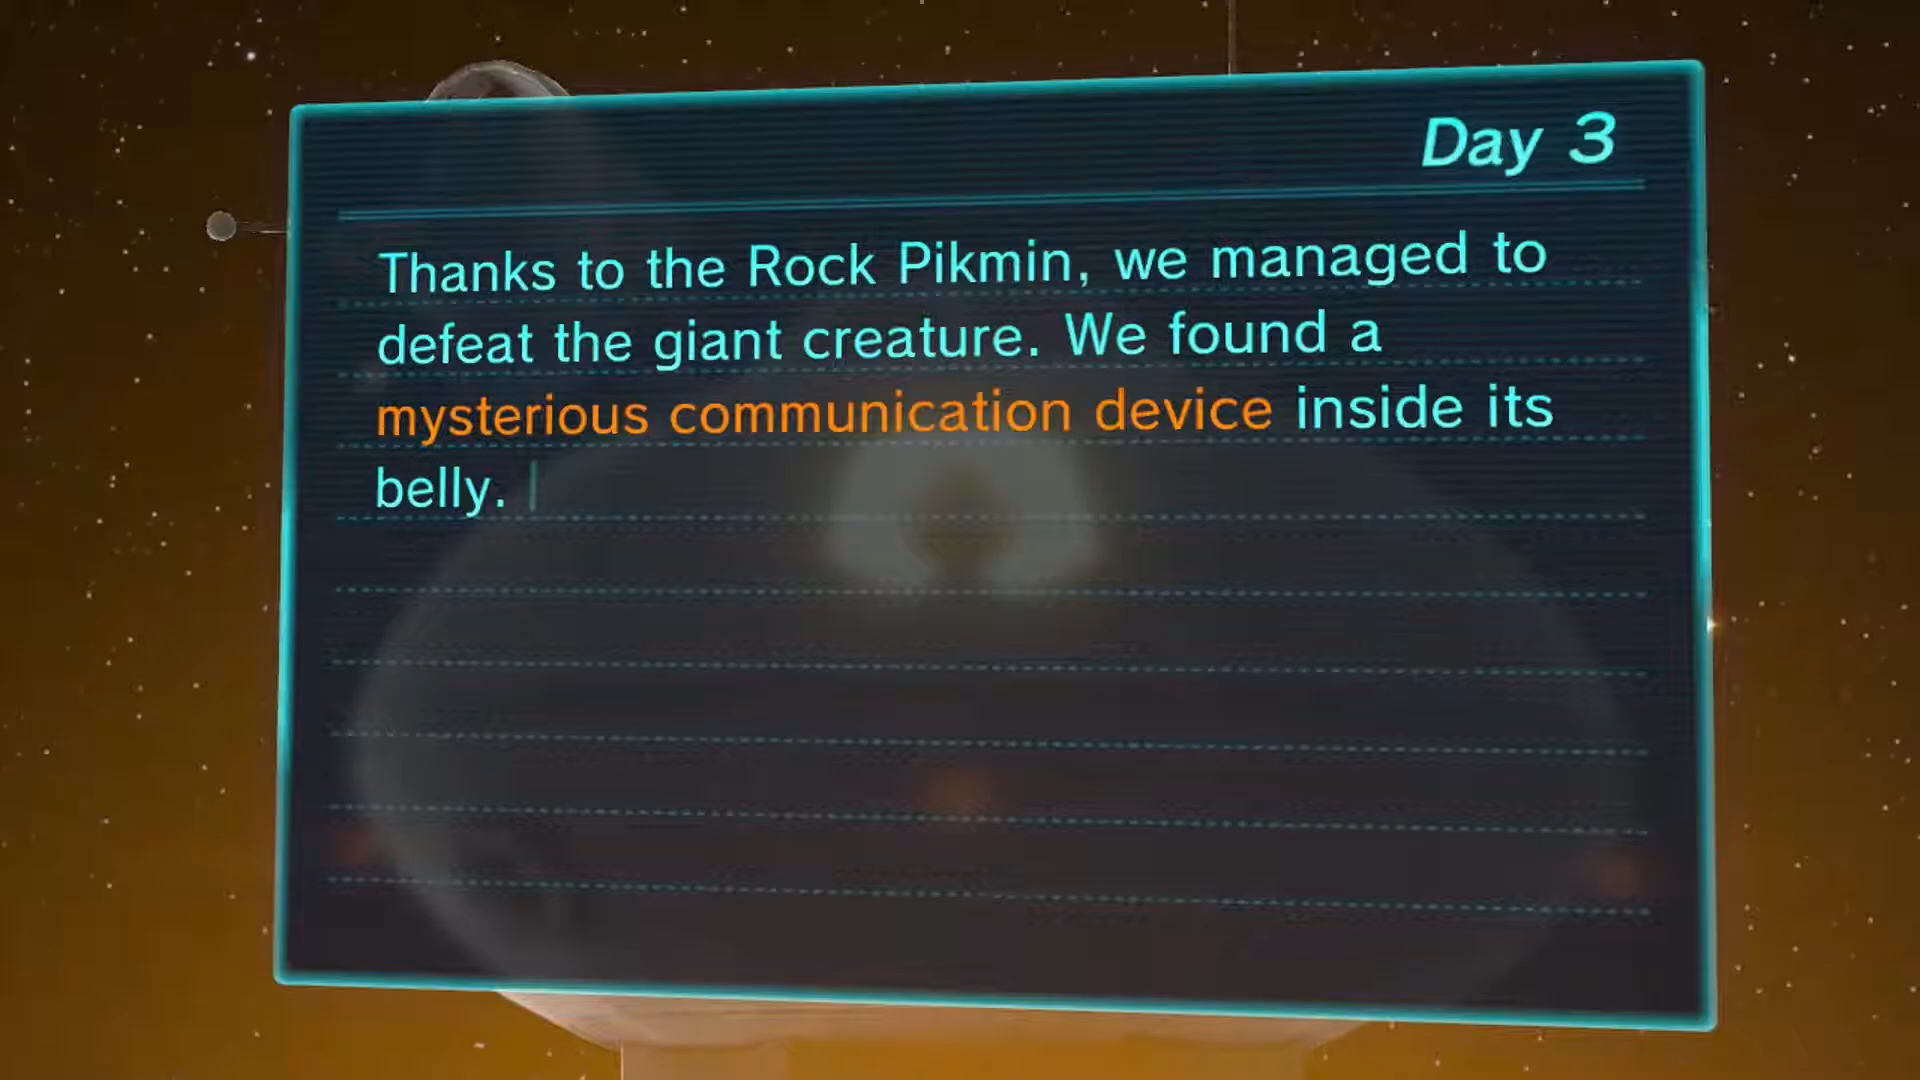 Day 3
Thanks to the Rock Pikmin, we managed to
defeat the giant creature. We found a
mysterious communication device inside its
belly.